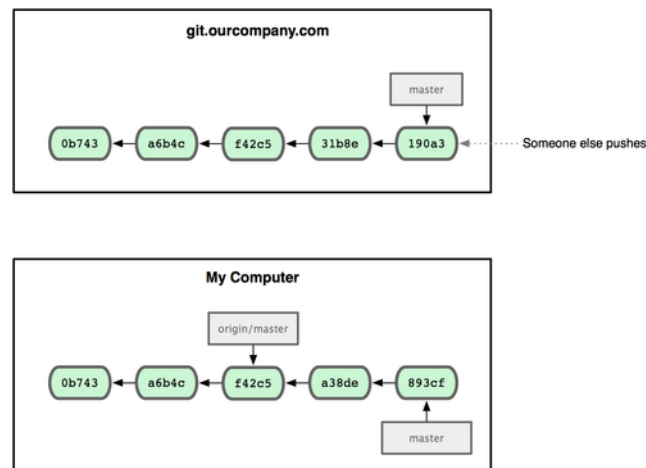 git.ourcompany.com
master
0b743
a6b4c
f42c5
31b8e
190a3
Someone else pushes
My Computer
origin/master
0b743
a6b4c
f42c5
a38de
893cf
master